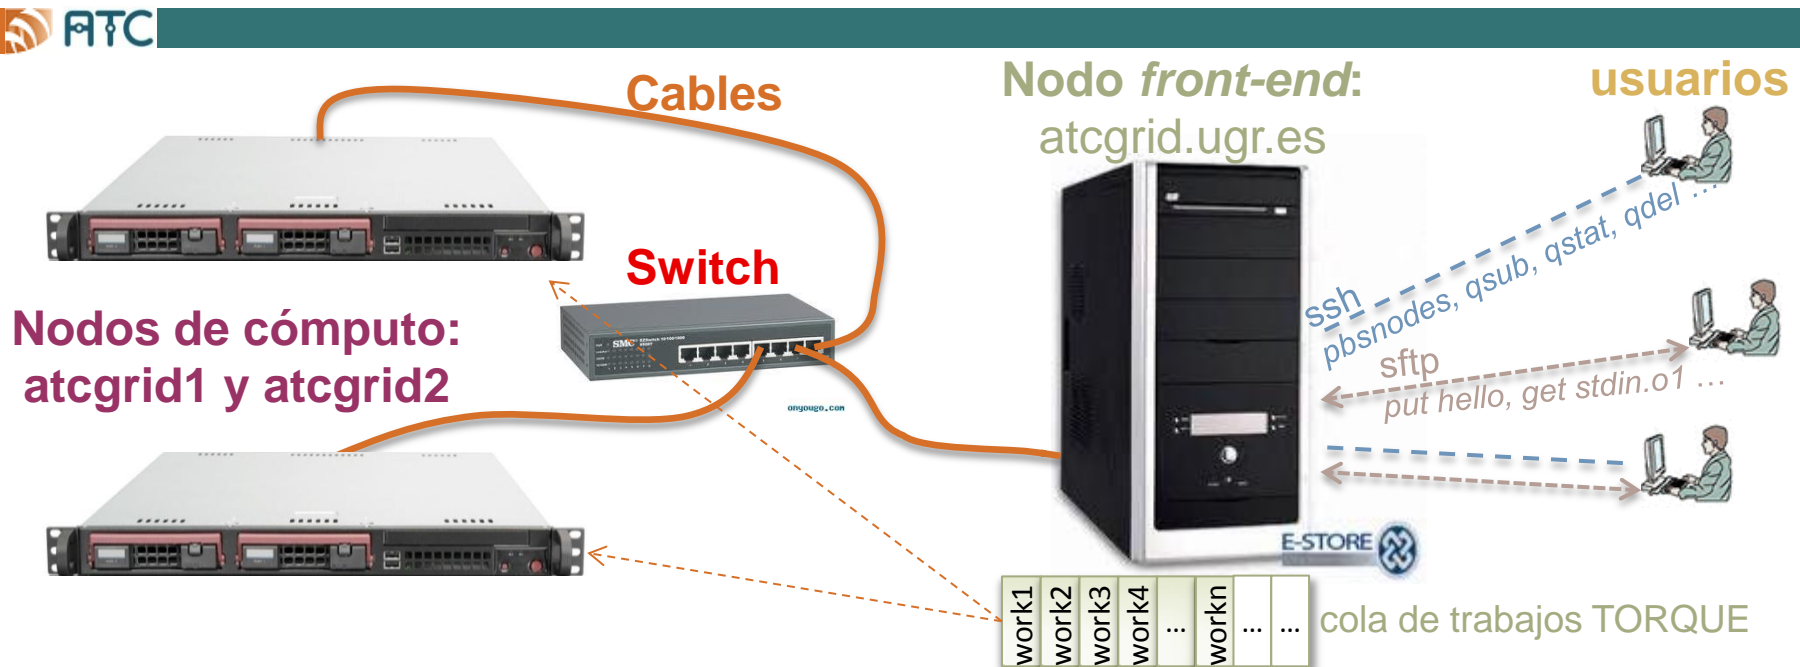 ATC
Cables
Nodo front-end:
atcgrid.ugr.es
usuarios
Switch
Nodos de cómputo:
atcgrid1 y atcgrid2
SMC
onyougo.com
ssh
pbsnodes, qsub, qstat, qdel ...
sftp
put hello, get stdin.o1 ...
E-STORE
work1
work2
work3
work4
...
workn
...
...
cola de trabajos TORQUE